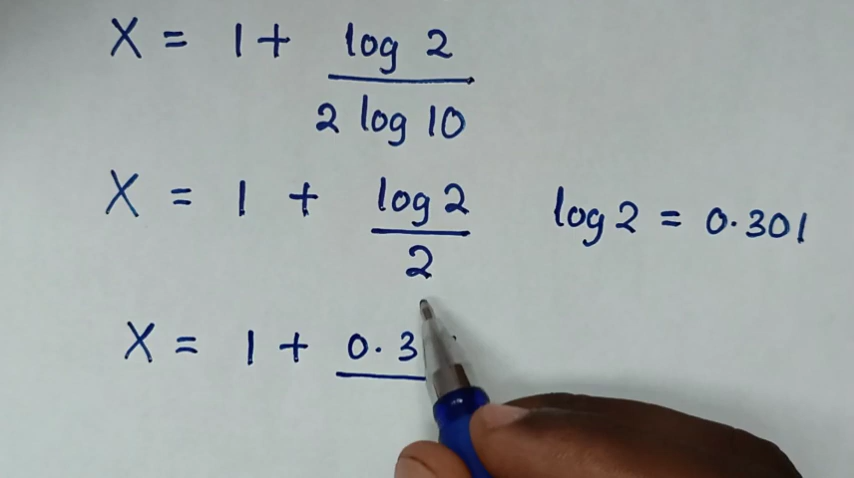 X = 1 + log 2 / 2 log 10
X = 1 + log 2 / 2    log 2 = 0.301
X = 1 + 0.3